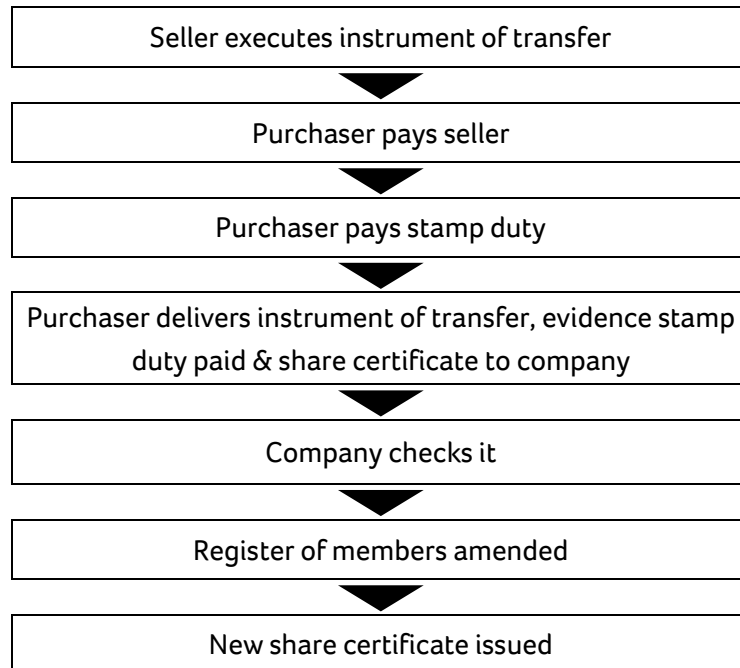 Seller executes instrument of transfer
Purchaser pays seller
Purchaser pays stamp duty
Purchaser delivers instrument of transfer, evidence stamp
duty paid & share certificate to company
Company checks it
Register of members amended
New share certificate issued